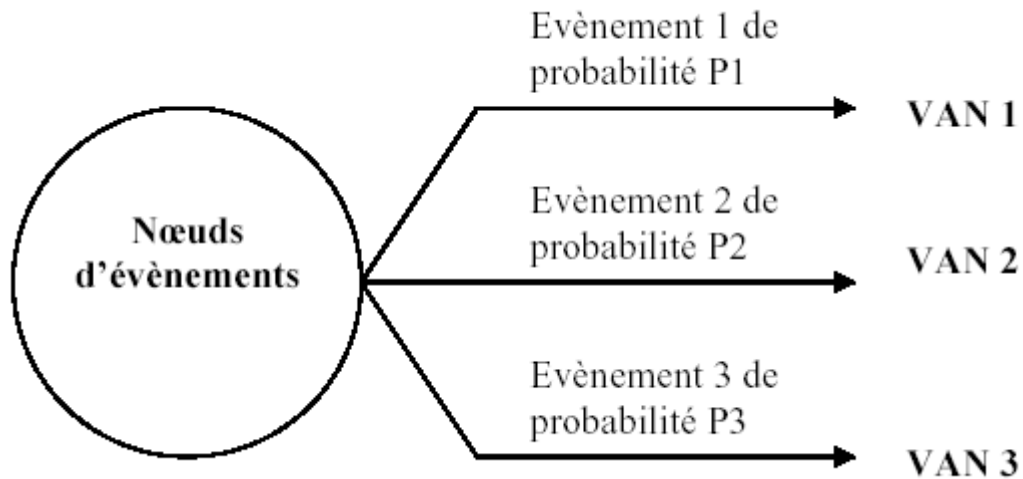 Evènement 1 de
probabilité P1
VAN 1
Evènement 2 de
probabilité P2
VAN 2
Nœuds
d’évènements
Evènement 3 de
probabilité P3
VAN 3